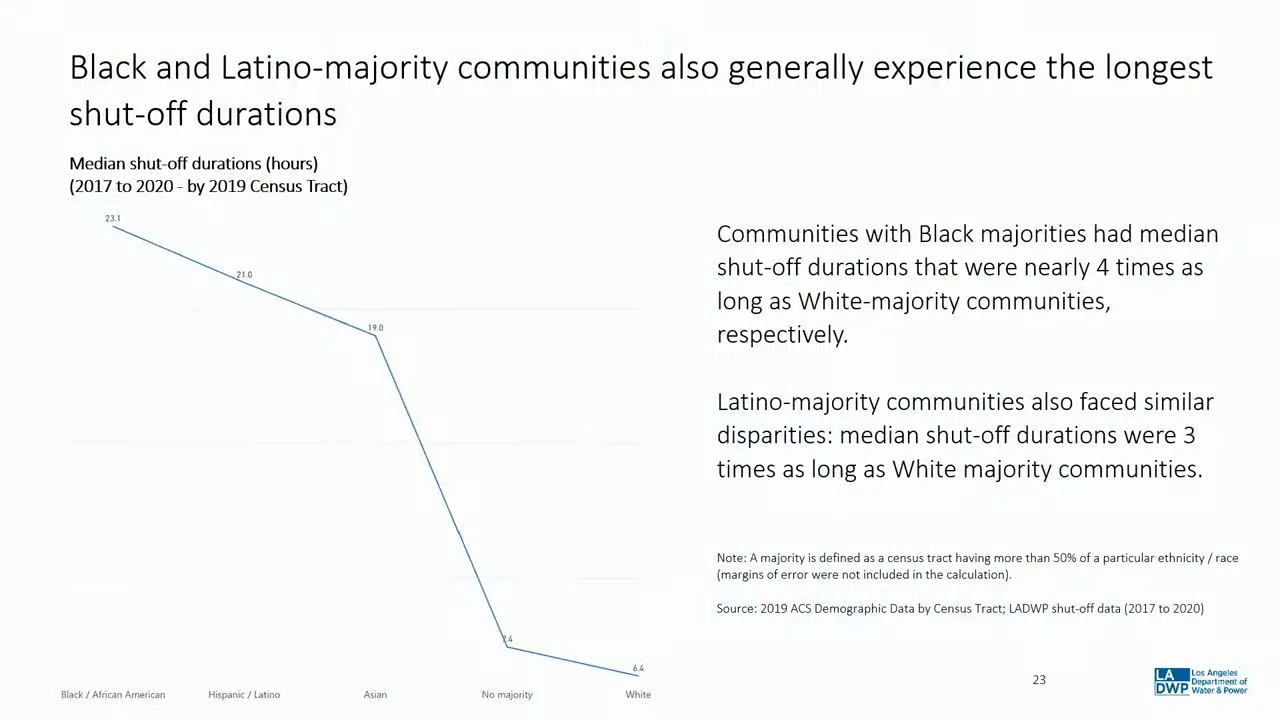 Black and Latino-majority communities also generally experience the longest
shut-off durations
Median shut-off durations (hours)
(2017 to 2020 - by 2019 Census Tract)
23.1
21.0
19.0
7.4
6.4
Black / African American
Hispanic / Latino
Asian
No majority
White
Communities with Black majorities had median
shut-off durations that were nearly 4 times as
long as White-majority communities,
respectively.
Latino-majority communities also faced similar
disparities: median shut-off durations were 3
times as long as White majority communities.
Note: A majority is defined as a census tract having more than 50% of a particular ethnicity / race
(margins of error were not included in the calculation).
Source: 2019 ACS Demographic Data by Census Tract; LADWP shut-off data (2017 to 2020)
23
LA
DWP
Los Angeles
Department of
Water & Power